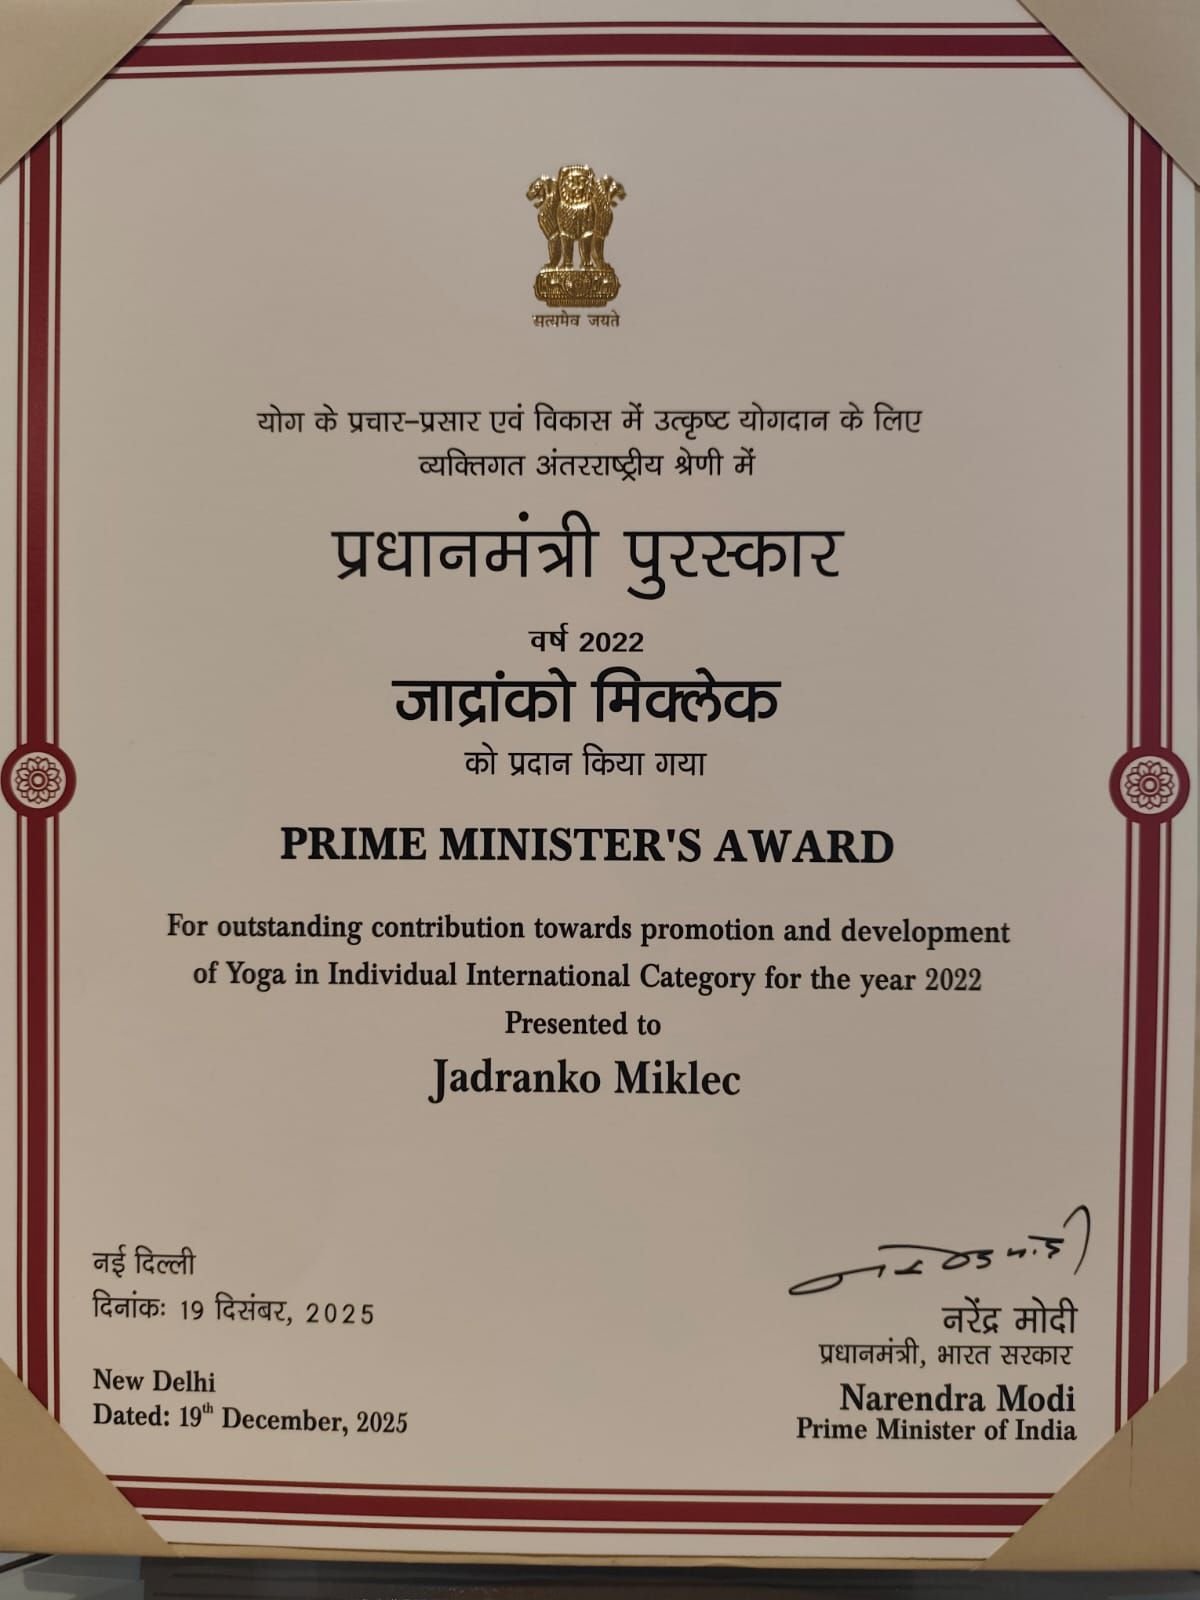 सत्यमेव जयते
योग के प्रचार-प्रसार एवं विकास में उत्कृष्ट योगदान के लिए
व्यक्तिगत अंतरराष्ट्रीय श्रेणी में
प्रधानमंत्री पुरस्कार
वर्ष 2022
जाद्रांको मिक्लेक
को प्रदान किया गया
PRIME MINISTER'S AWARD
For outstanding contribution towards promotion and development
of Yoga in Individual International Category for the year 2022
Presented to
Jadranko Miklec
नई दिल्ली
दिनांकः 19 दिसंबर, 2025
New Delhi
Dated: 19th December, 2025
नरेंद्र मोदी
नरेंद्र मोदी
प्रधानमंत्री, भारत सरकार
Narendra Modi
Prime Minister of India